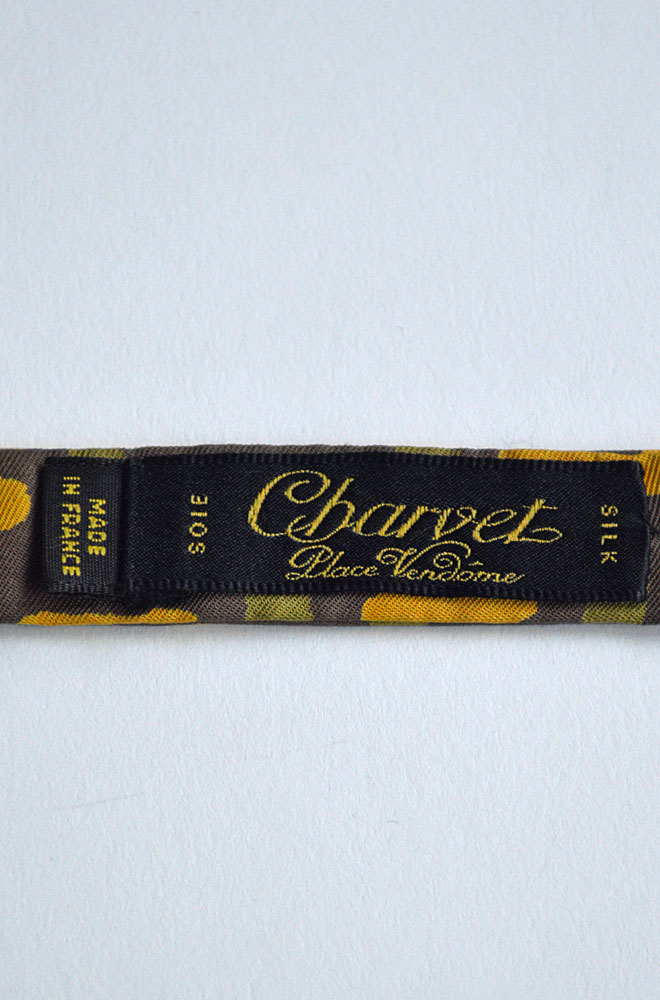 MADE
IN FRANCE
SOIE
Charvet
Place Vendôme
SILK